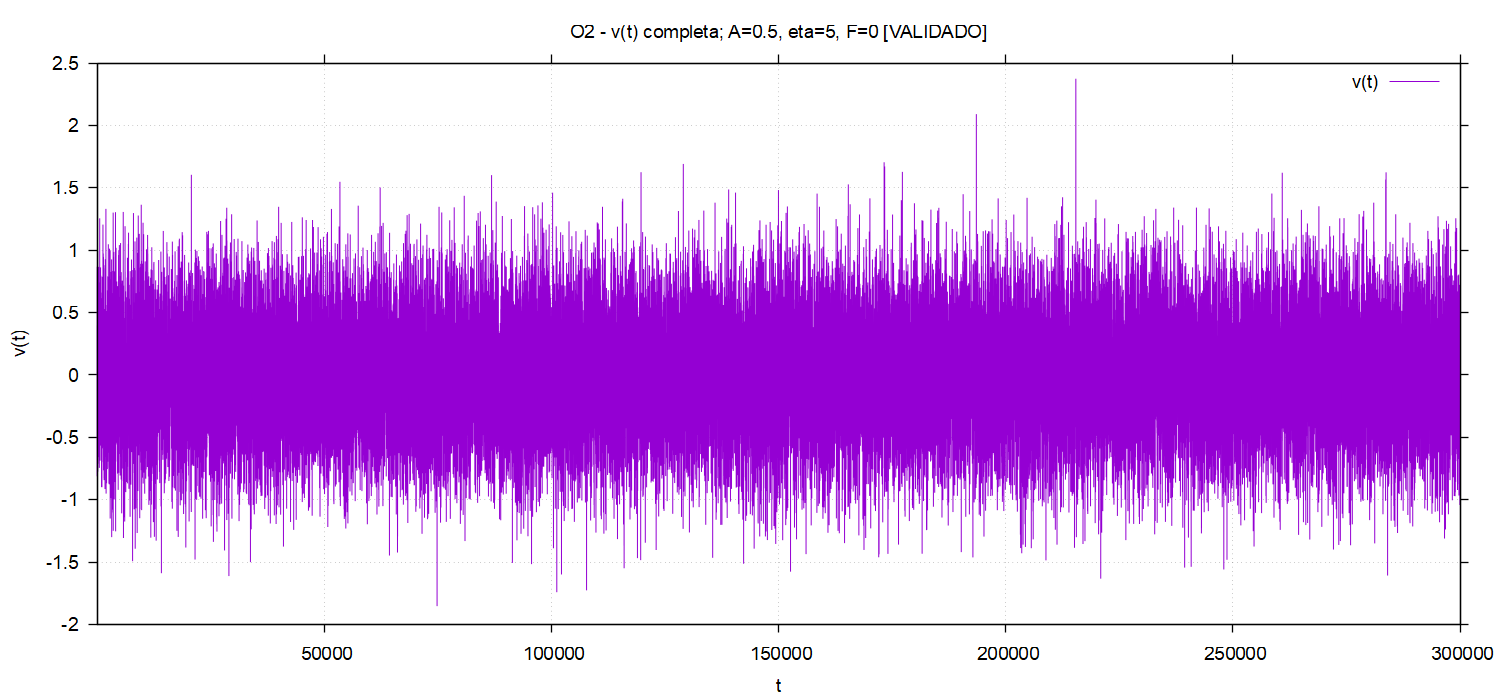 O2 - v(t) completa; A=0.5, eta=5, F=0 [VALIDADO]
2.5
v(t)
2
1.5
1
0.5
v(t)
0
-0.5
-1
-1.5
-2
50000 100000 150000 200000 250000 300000
t